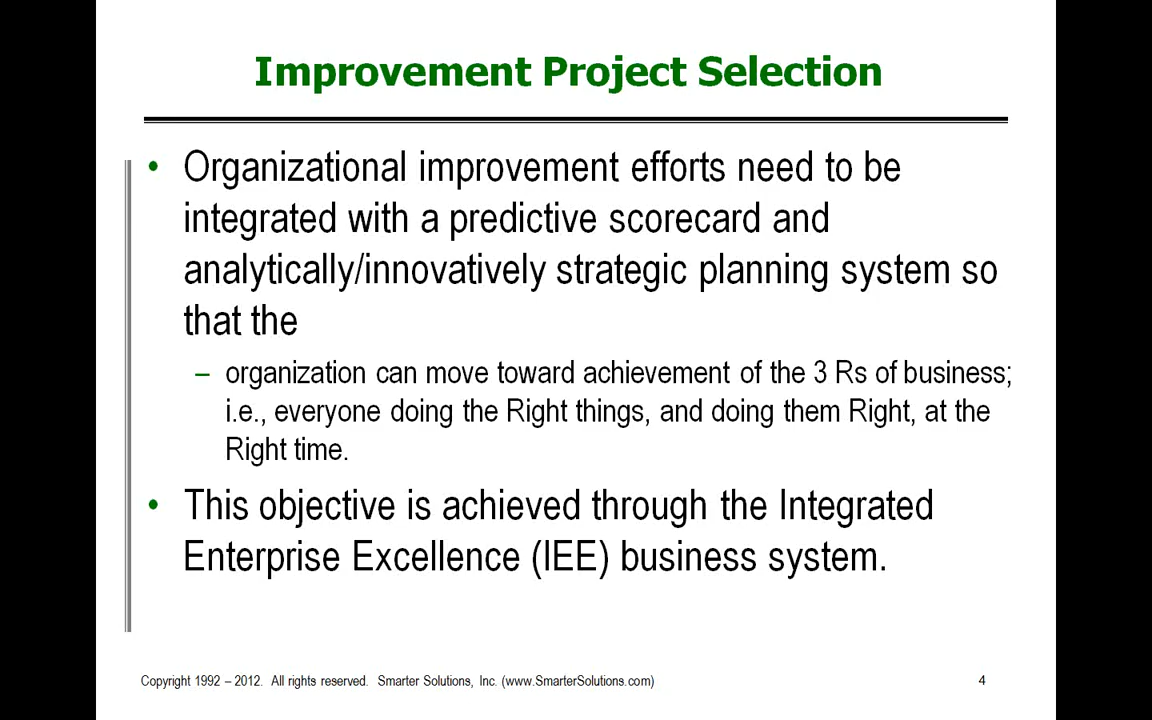 Improvement Project Selection
• Organizational improvement efforts need to be
integrated with a predictive scorecard and
analytically/innovatively strategic planning system so
that the
– organization can move toward achievement of the 3 Rs of business;
i.e., everyone doing the Right things, and doing them Right, at the
Right time.
• This objective is achieved through the Integrated
Enterprise Excellence (IEE) business system.
Copyright 1992 – 2012. All rights reserved. Smarter Solutions, Inc. (www.SmarterSolutions.com) 4